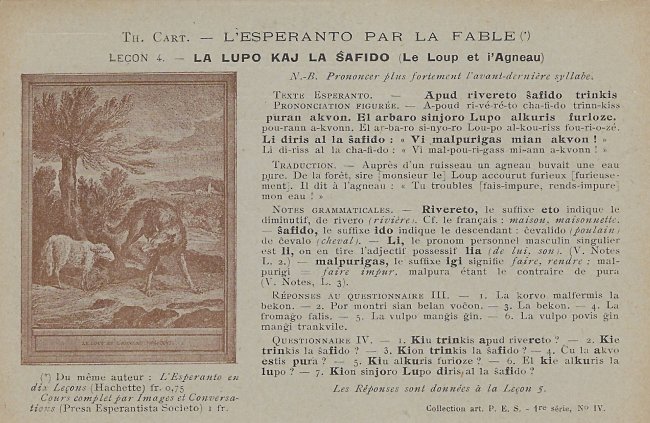 Th. Cart. — L'ESPERANTO PAR LA FABLE (*)
LEÇON 4. — LA LUPO KAJ LA ŜAFIDO (Le Loup et i'Agneau)
N.-B. Prononcer plus fortement l'avant-dernière syllabe.
Texte Esperanto. — Apud rivereto ŝafido trinkis
Prononciation figurée. — A-poud ri-vé-ré-to cha-fi-do trinn-kiss
puran akvon. El arbaro sinjoro Lupo alkuris furioze.
pou-rann a-kvonn. El ar-ba-ro si-nyo-ro Lou-po al-kou-riss fou-ri-o-zé.
Li diris al la ŝafido : « Vi malpurigas mian akvon ! »
Li di-riss al la cha-fi-do : « Vi mal-pou-ri-gass mi-ann a-kvonn ! »
Traduction. — Auprès d'un ruisseau un agneau buvait une eau
pure. De la forêt, sire [monsieur le] Loup accourut furieux [furieuse-
ment]. Il dit à l'agneau : « Tu troubles [fais-impure, rends-impure]
mon eau ! »
Notes grammaticales. — Rivereto, le suffixe eto indique le
diminutif, de rivero (rivière). Cf. le français : maison, maisonnette.
— ŝafido, le suffixe ido indique le descendant : ĉevalido (poulain)
de ĉevalo (cheval). — Li, le pronom personnel masculin singulier
est li, on en tire l'adjectif possessif lia (de lui, son). (V. Notes
L. 2.) — malpurigas, le suffixe igi signifie faire, rendre : mal-
purigi = faire impur, malpura étant le contraire de pura
(V. Notes, L. 3).
Réponses au questionnaire III. — 1. La korvo malfermis la
bekon. — 2. Por montri sian belan voĉon. — 3. La bekon. — 4. La
fromago falis. — 5. La vulpo manĝis ĝin. — 6. La vulpo povis ĝin
manĝi trankvile.
Questionnaire IV. — 1. Kiu trinkis apud rivereto ? — 2. Kie
trinkis la ŝafido ? — 3. Kion trinkis la ŝafido ? — 4. Ĉu la akvo
estis pura ? — 5. Kiu alkuris furioze ? — 6. El kie alkuris la
lupo ? — 7. Kion sinjoro Lupo diris al la ŝafido ?
Les Réponses sont données à la Leçon 5.
Collection art. P. E. S. - 1re série, No IV.
(*) Du même auteur : L'Esperanto en
dix Leçons (Hachette) fr. 0,75
Cours complet par Images et Conversa-
tions (Presa Esperantista Societo) 1 fr.